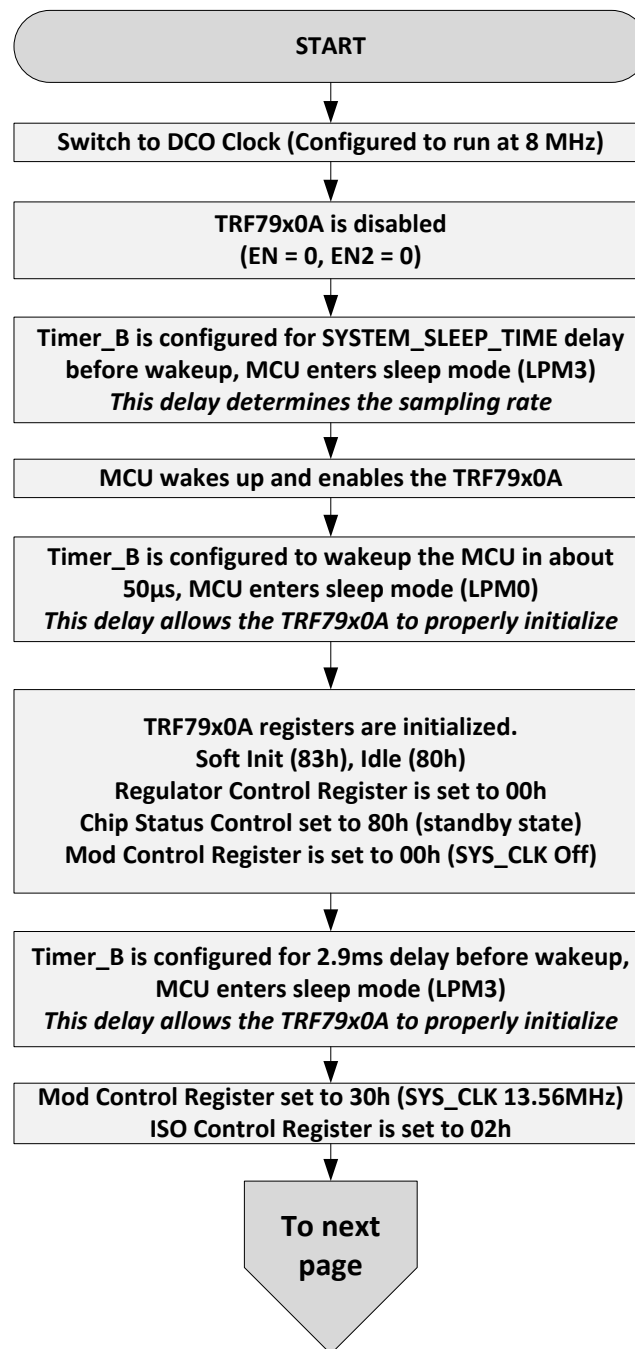 START
Switch to DCO Clock (Configured to run at 8 MHz)
TRF79x0A is disabled
(EN = 0, EN2 = 0)
Timer_B is configured for SYSTEM_SLEEP_TIME delay
before wakeup, MCU enters sleep mode (LPM3)
This delay determines the sampling rate
MCU wakes up and enables the TRF79x0A
Timer_B is configured to wakeup the MCU in about
50µs, MCU enters sleep mode (LPM0)
This delay allows the TRF79x0A to properly initialize
TRF79x0A registers are initialized.
Soft Init (83h), Idle (80h)
Regulator Control Register is set to 00h
Chip Status Control set to 80h (standby state)
Mod Control Register is set to 00h (SYS_CLK Off)
Timer_B is configured for 2.9ms delay before wakeup,
MCU enters sleep mode (LPM3)
This delay allows the TRF79x0A to properly initialize
Mod Control Register set to 30h (SYS_CLK 13.56MHz)
ISO Control Register is set to 02h
To next
page